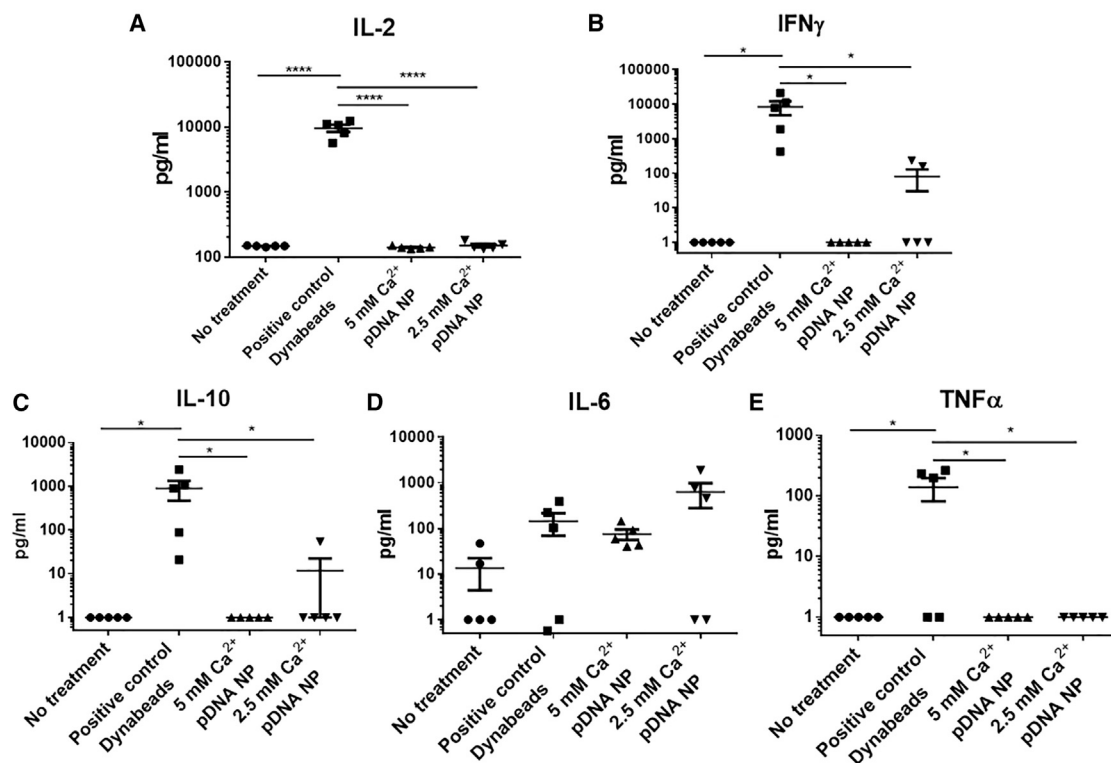 A
IL-2
pg/ml
100000
10000
1000
100
****
****
****
No treatment
Positive control
Dynabeads
5 mM Ca²⁺
pDNA NP
2.5 mM Ca²⁺
pDNA NP
B
IFNγ
pg/ml
100000
10000
1000
100
10
1
*
*
*
No treatment
Positive control
Dynabeads
5 mM Ca²⁺
pDNA NP
2.5 mM Ca²⁺
pDNA NP
C
IL-10
pg/ml
10000
1000
100
10
1
*
*
*
No treatment
Positive control
Dynabeads
5 mM Ca²⁺
pDNA NP
2.5 mM Ca²⁺
pDNA NP
D
IL-6
pg/ml
10000
1000
100
10
1
No treatment
Positive control
Dynabeads
5 mM Ca²⁺
pDNA NP
2.5 mM Ca²⁺
pDNA NP
E
TNFα
pg/ml
1000
100
10
1
*
*
*
No treatment
Positive control
Dynabeads
5 mM Ca²⁺
pDNA NP
2.5 mM Ca²⁺
pDNA NP